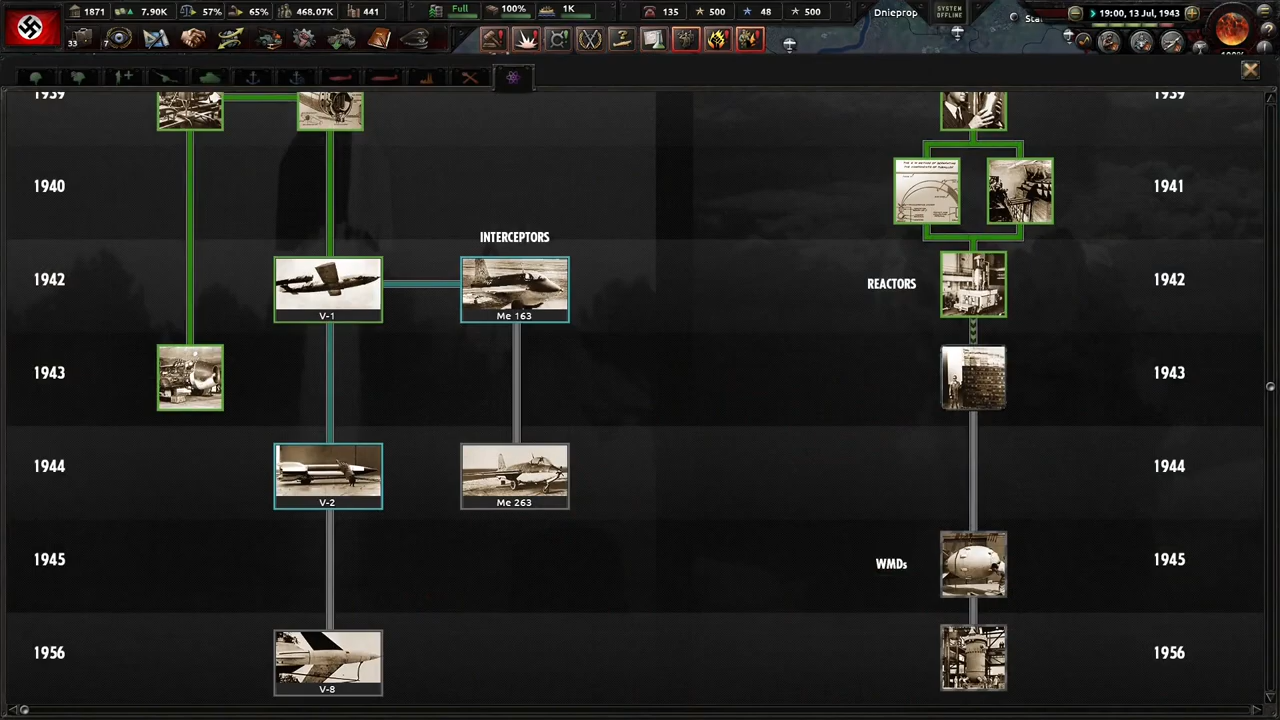 1871 7.90K 57% 65% 468.07K 441 Full 100% 1K 135 500 48 500 Dnieprop SYSTEM OFFLINE 19:00, 13 Jul, 1943
33 7 Sta 100%
1939 1939
1940 1941
INTERCEPTORS
1942 REACTORS 1942
V-1 Me 163
1943 1943
1944 1944
V-2 Me 263
1945 WMDs 1945
1956 1956
V-8